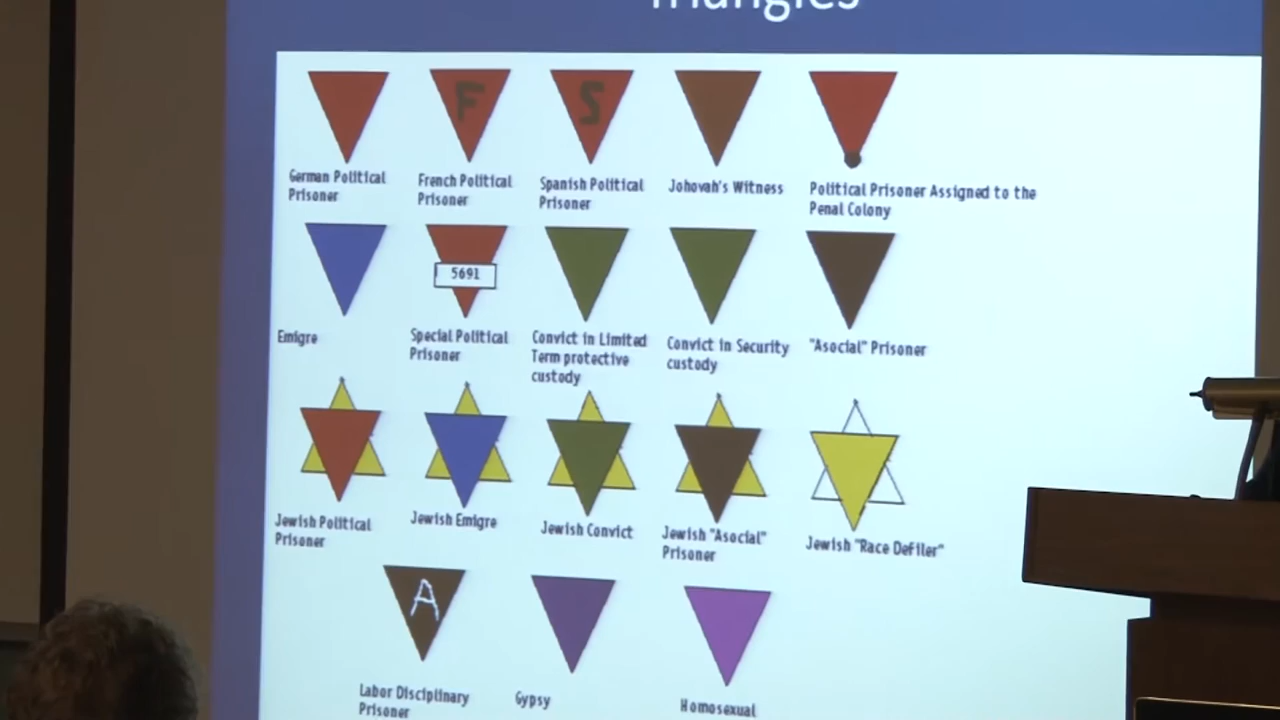 Triangles
German Political
Prisoner
F
French Political
Prisoner
S
Spanish Political
Prisoner
Johovah's Witness
Political Prisoner Assigned to the
Penal Colony
Emigre
5691
Special Political
Prisoner
Convict in Limited
Term protective
custody
Convict in Security
custody
"Asocial" Prisoner
Jewish Political
Prisoner
Jewish Emigre
Jewish Convict
Jewish "Asocial"
Prisoner
Jewish "Race Defiler"
A
Labor Disciplinary
Prisoner
Gypsy
Homosexual